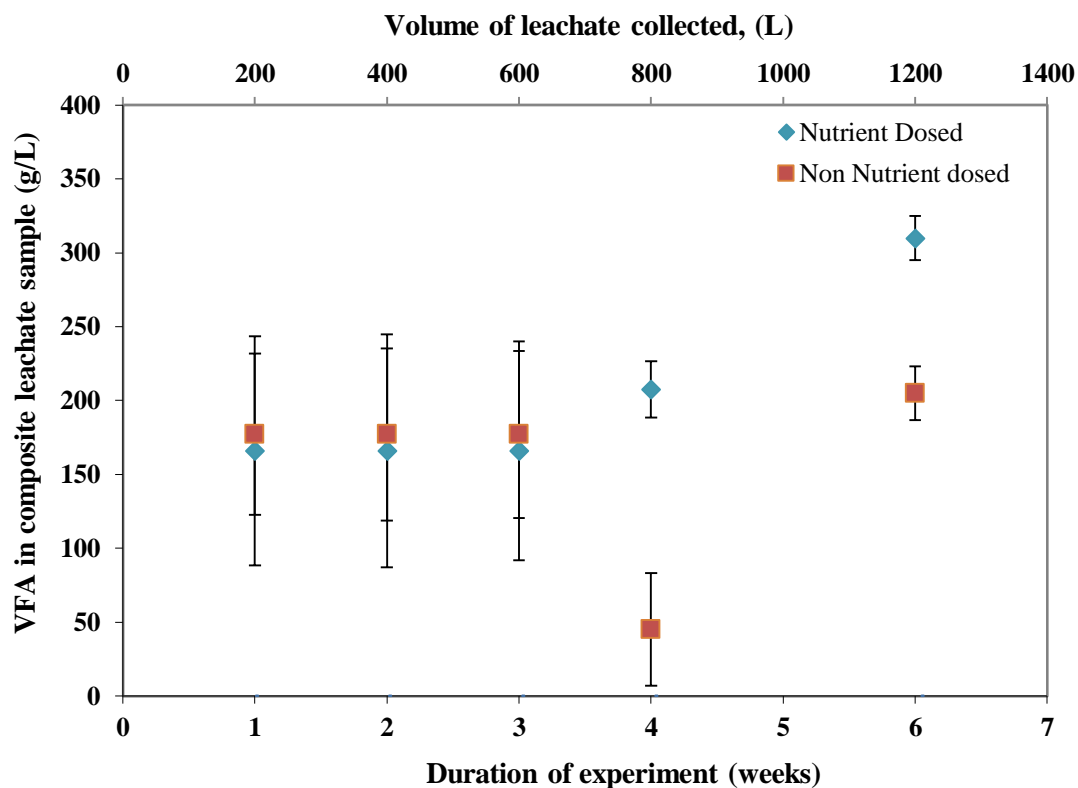 Volume of leachate collected, (L)
0 200 400 600 800 1000 1200 1400
VFA in composite leachate sample (g/L)
400
350
300
250
200
150
100
50
0
Nutrient Dosed
Non Nutrient dosed
0 1 2 3 4 5 6 7
Duration of experiment (weeks)